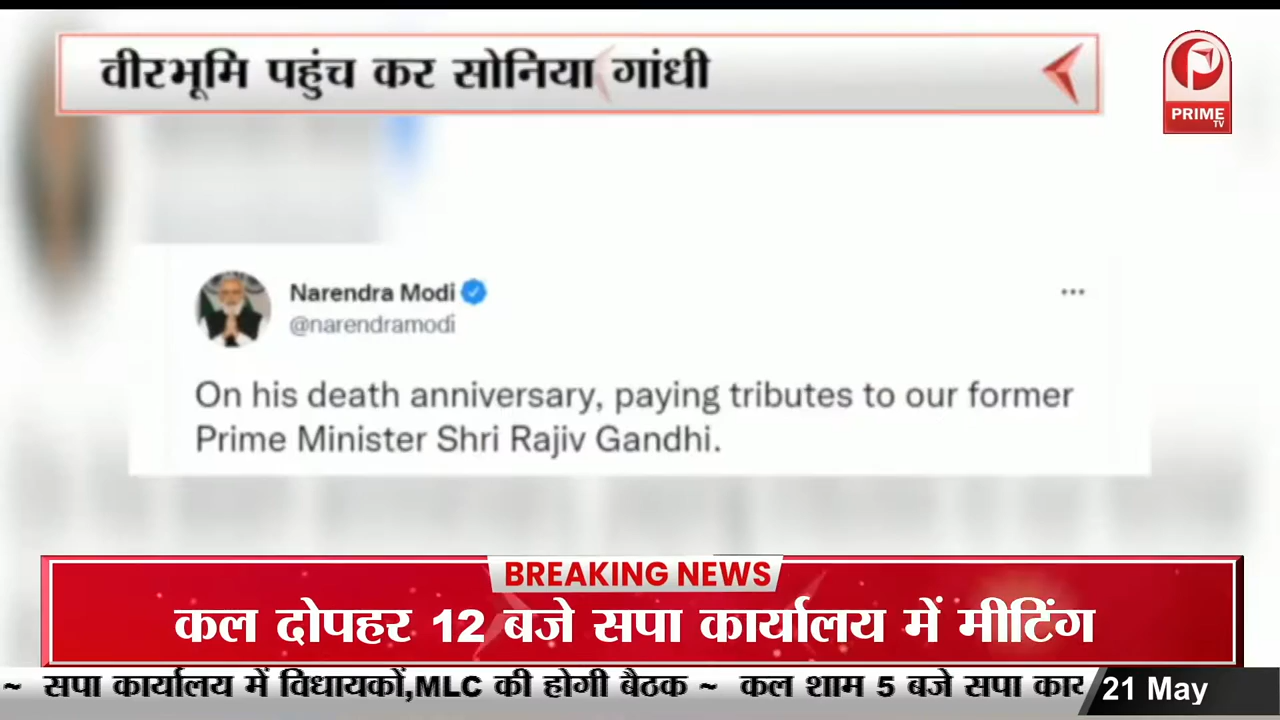 वीरभूमि पहुंच कर सोनिया गांधी
PRIME
TV
Narendra Modi
@narendramodi
On his death anniversary, paying tributes to our former
Prime Minister Shri Rajiv Gandhi.
BREAKING NEWS
कल दोपहर 12 बजे सपा कार्यालय में मीटिंग
~ सपा कार्यालय में विधायकों,MLC की होगी बैठक ~ कल शाम 5 बजे सपा कार
21 May